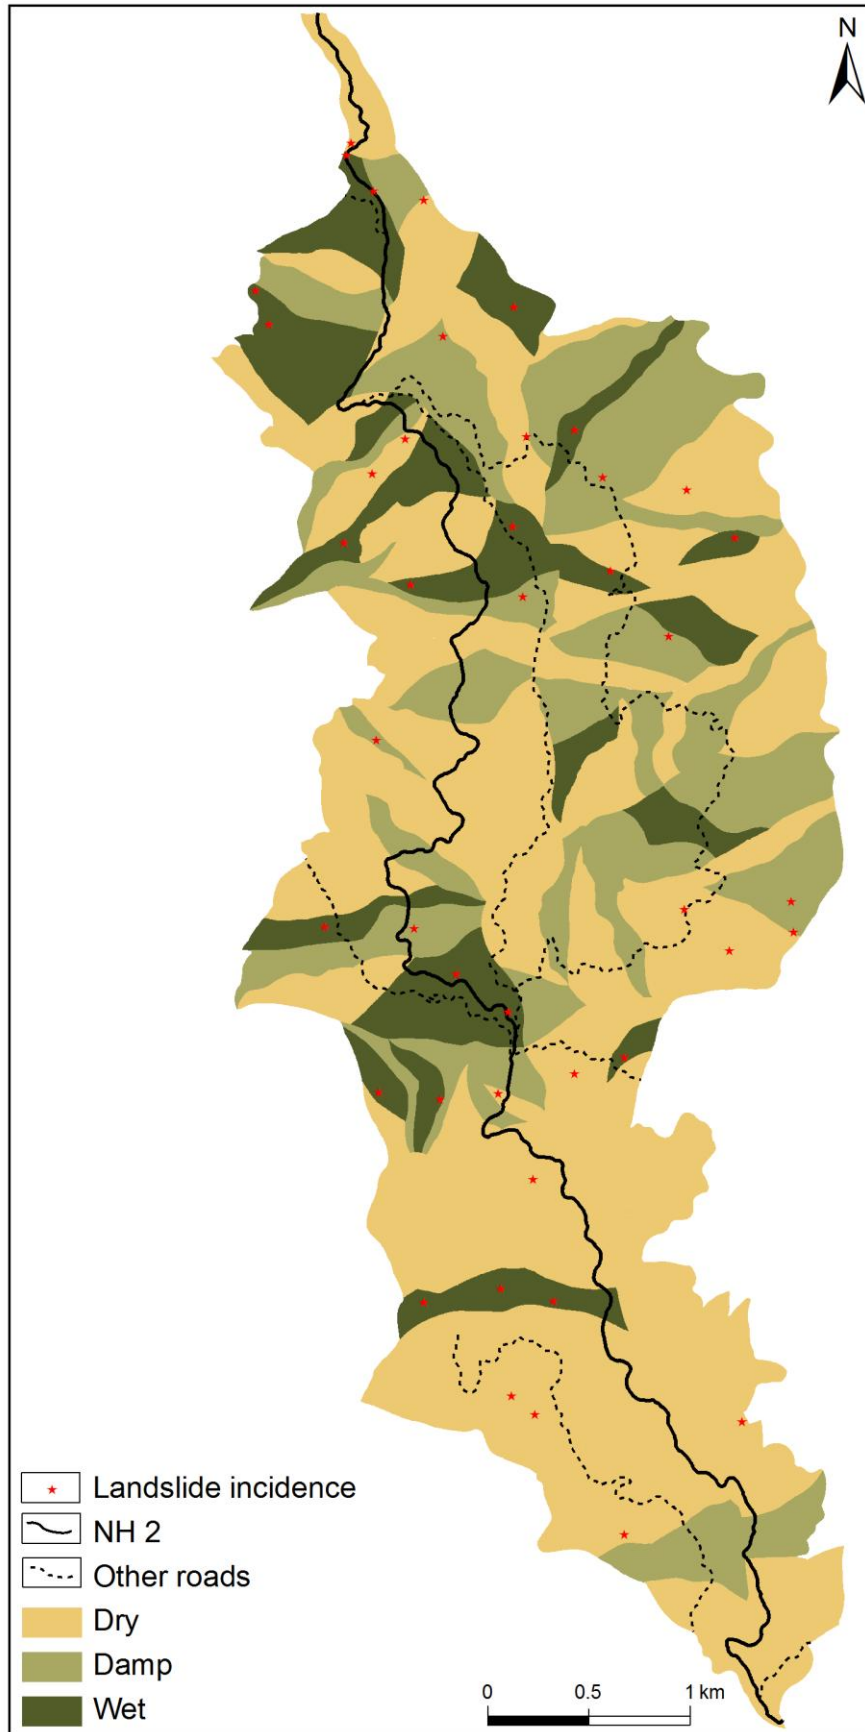 N
Landslide incidence
NH 2
Other roads
Dry
Damp
Wet
0 0.5 1 km